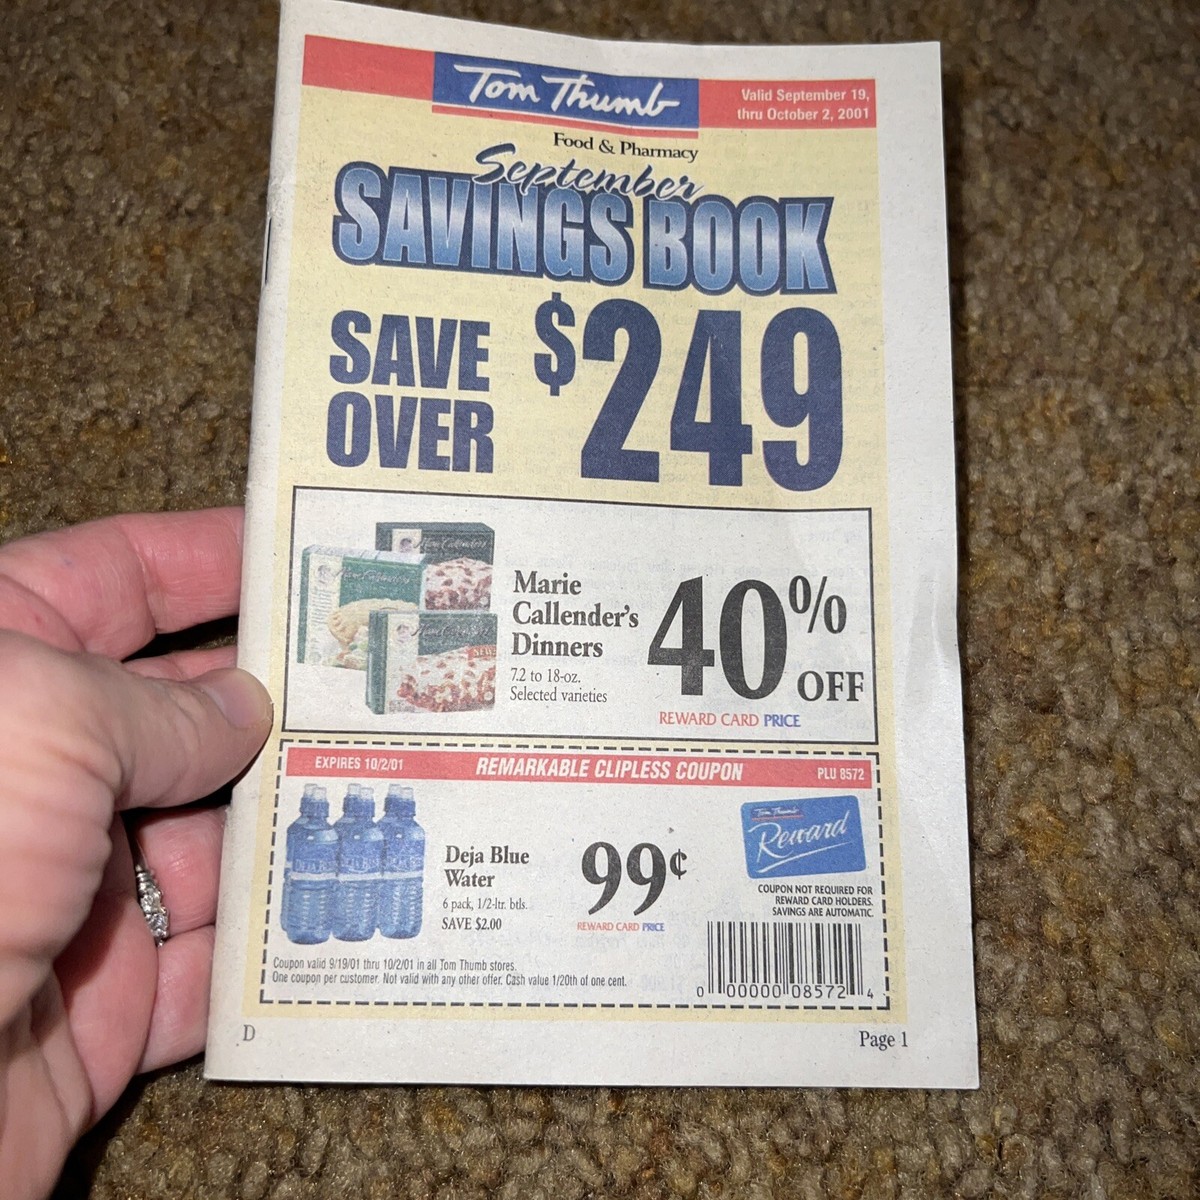 Tom Thumb
Valid September 19,
thru October 2, 2001
Food & Pharmacy
September
SAVINGS BOOK
SAVE
OVER
$249
Marie
Callender's
Dinners
7.2 to 18-oz.
Selected varieties
40% OFF
REWARD CARD PRICE
Marie Callender's
NEW!
EXPIRES 10/2/01
REMARKABLE CLIPLESS COUPON
PLU 8572
DEJA BLUE
Deja Blue
Water
6 pack, 1/2-ltr. btls.
SAVE $2.00
99¢
REWARD CARD PRICE
Tom Thumb
Reward
COUPON NOT REQUIRED FOR
REWARD CARD HOLDERS.
SAVINGS ARE AUTOMATIC.
Coupon valid 9/19/01 thru 10/2/01 in all Tom Thumb stores.
One coupon per customer. Not valid with any other offer. Cash value 1/20th of one cent.
0 00000 08572 4
D
Page 1